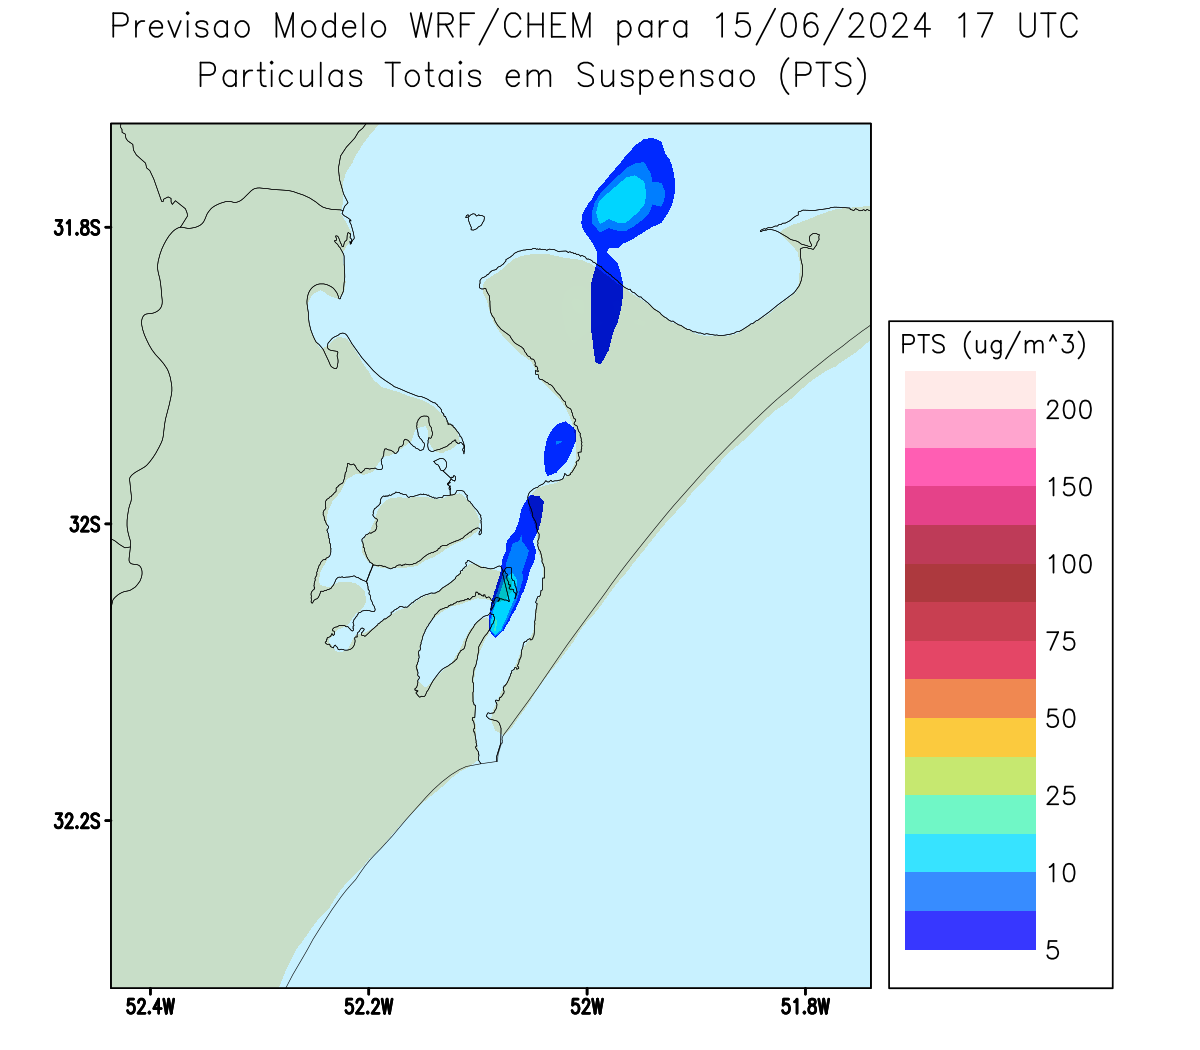 Previsao Modelo WRF/CHEM para 15/06/2024 17 UTC
Particulas Totais em Suspensao (PTS)
31.8S
32S
32.2S
52.4W 52.2W 52W 51.8W
PTS (ug/m^3)
200
150
100
75
50
25
10
5